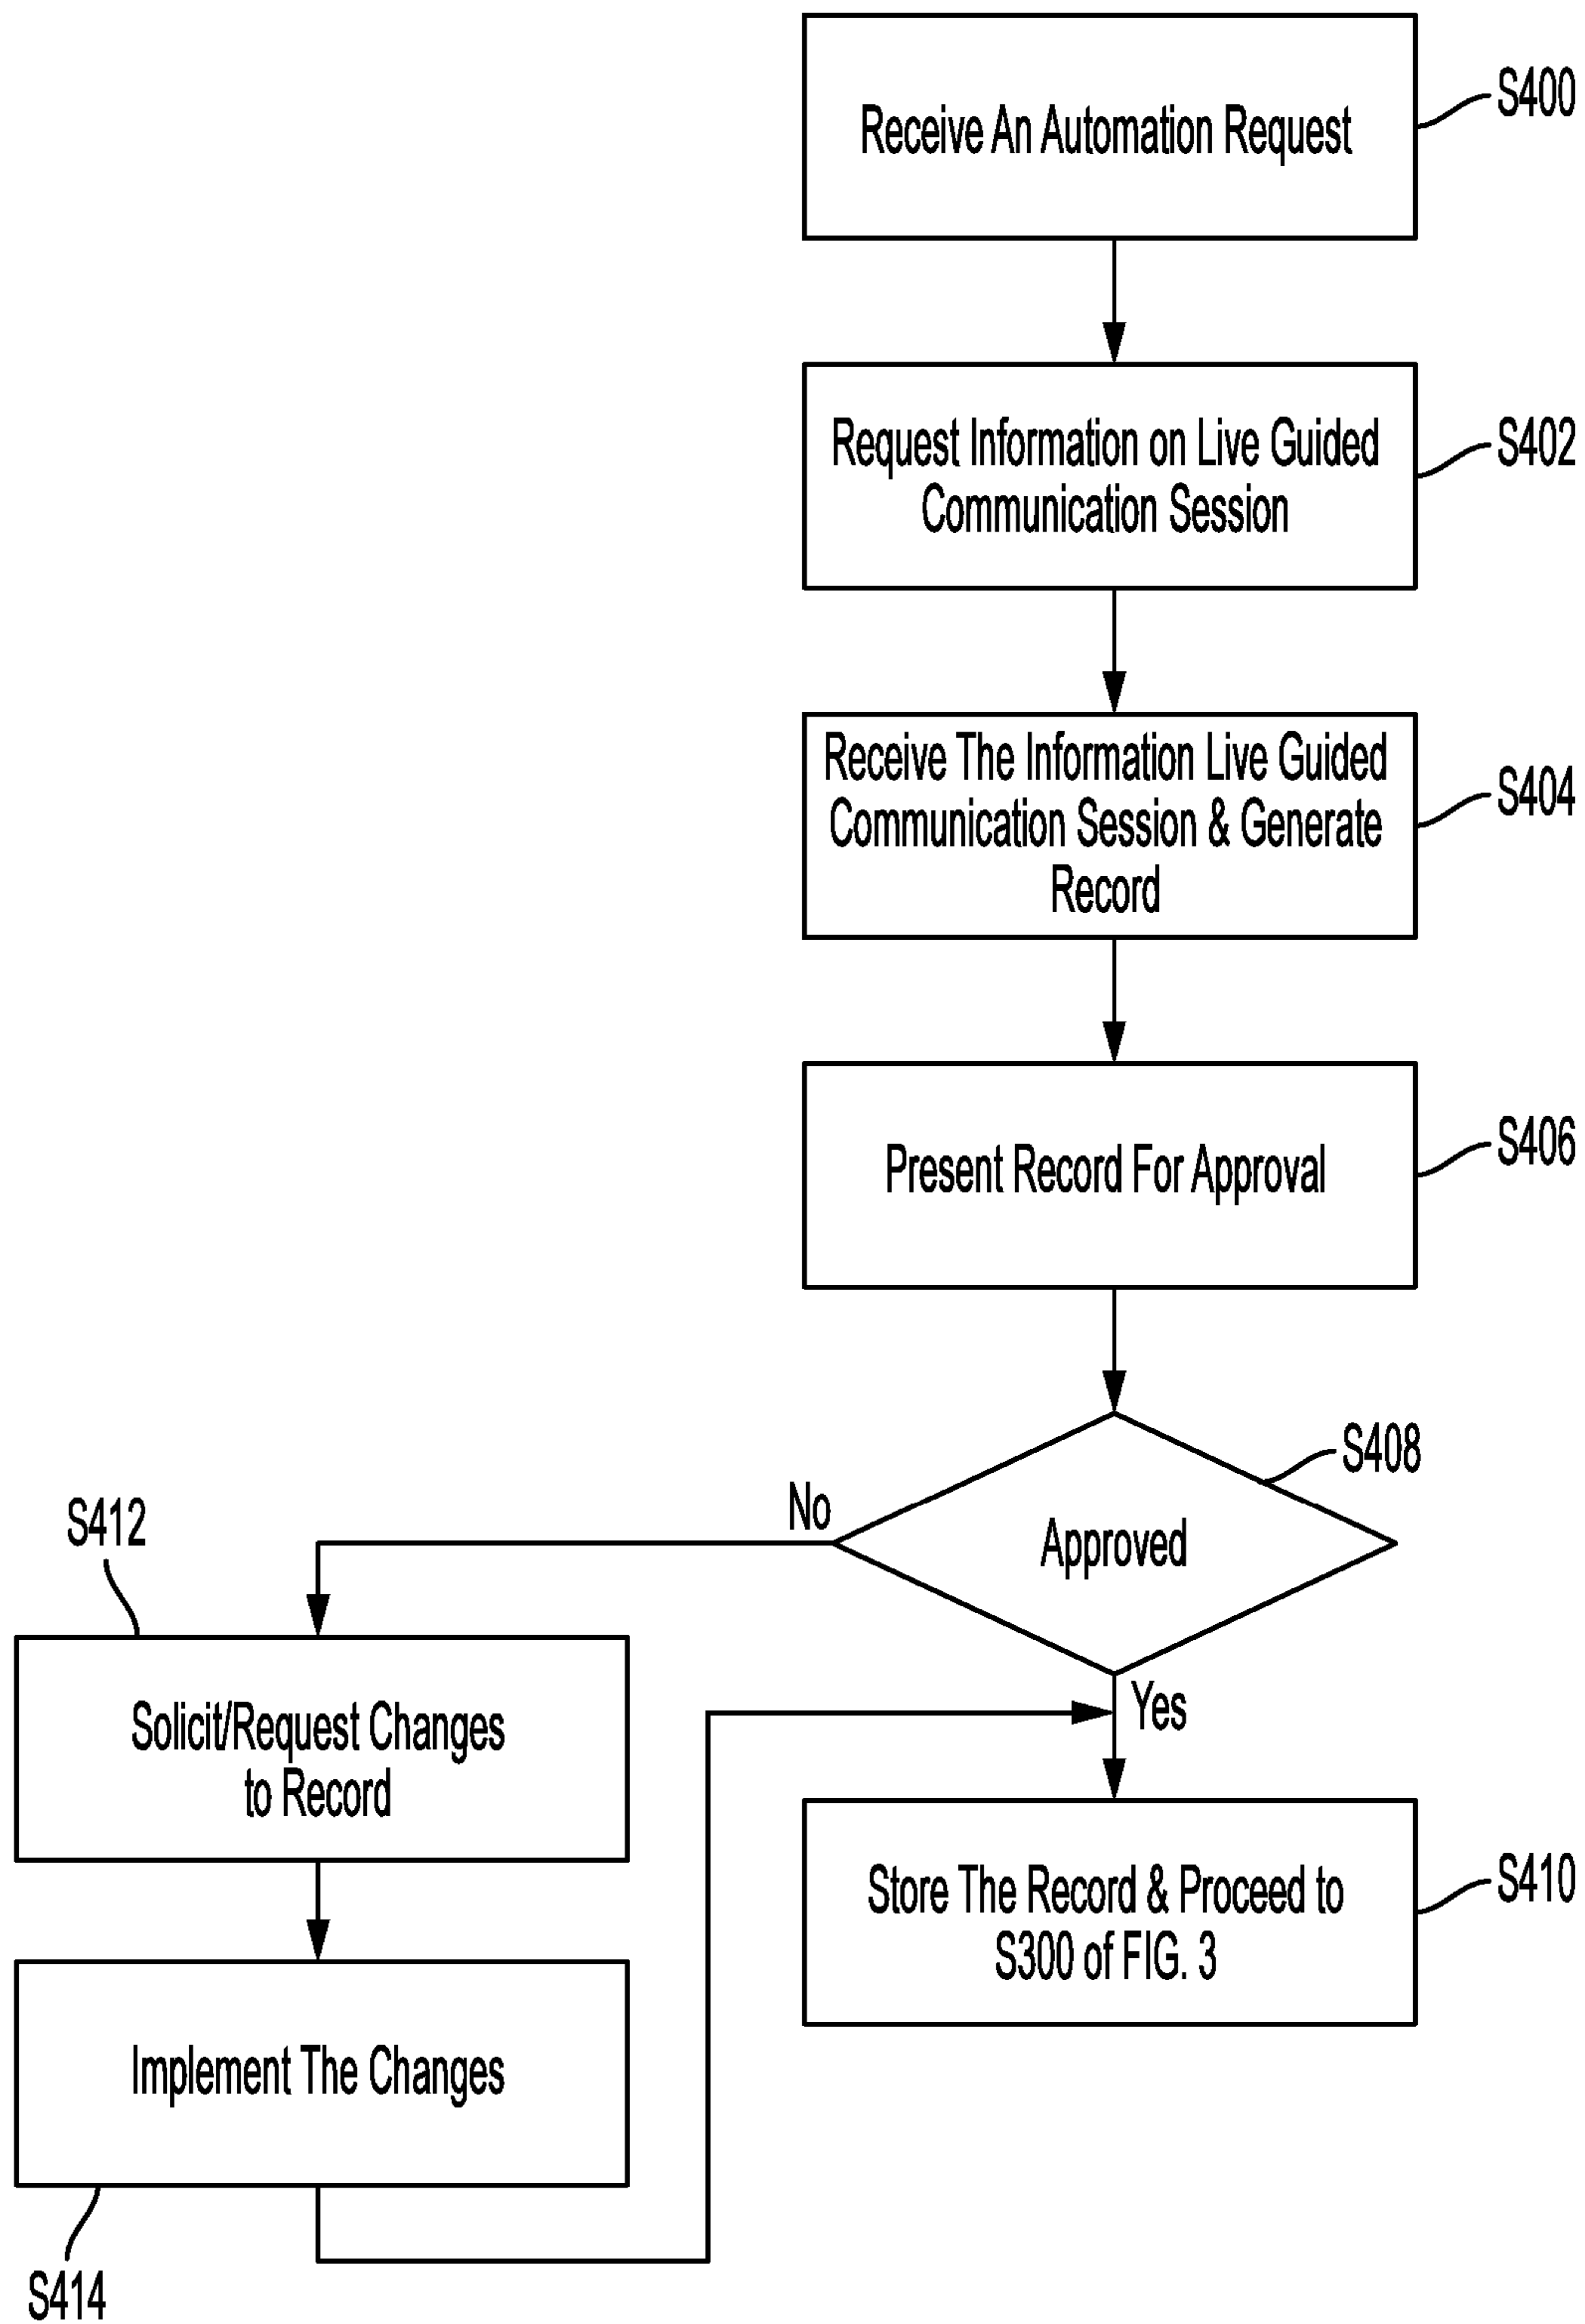 Receive An Automation Request
S400
Request Information on Live Guided
Communication Session
S402
Receive The Information Live Guided
Communication Session & Generate
Record
S404
Present Record For Approval
S406
Approved
S408
No
Yes
S412
Solicit/Request Changes
to Record
Implement The Changes
S414
Store The Record & Proceed to
S300 of FIG. 3
S410